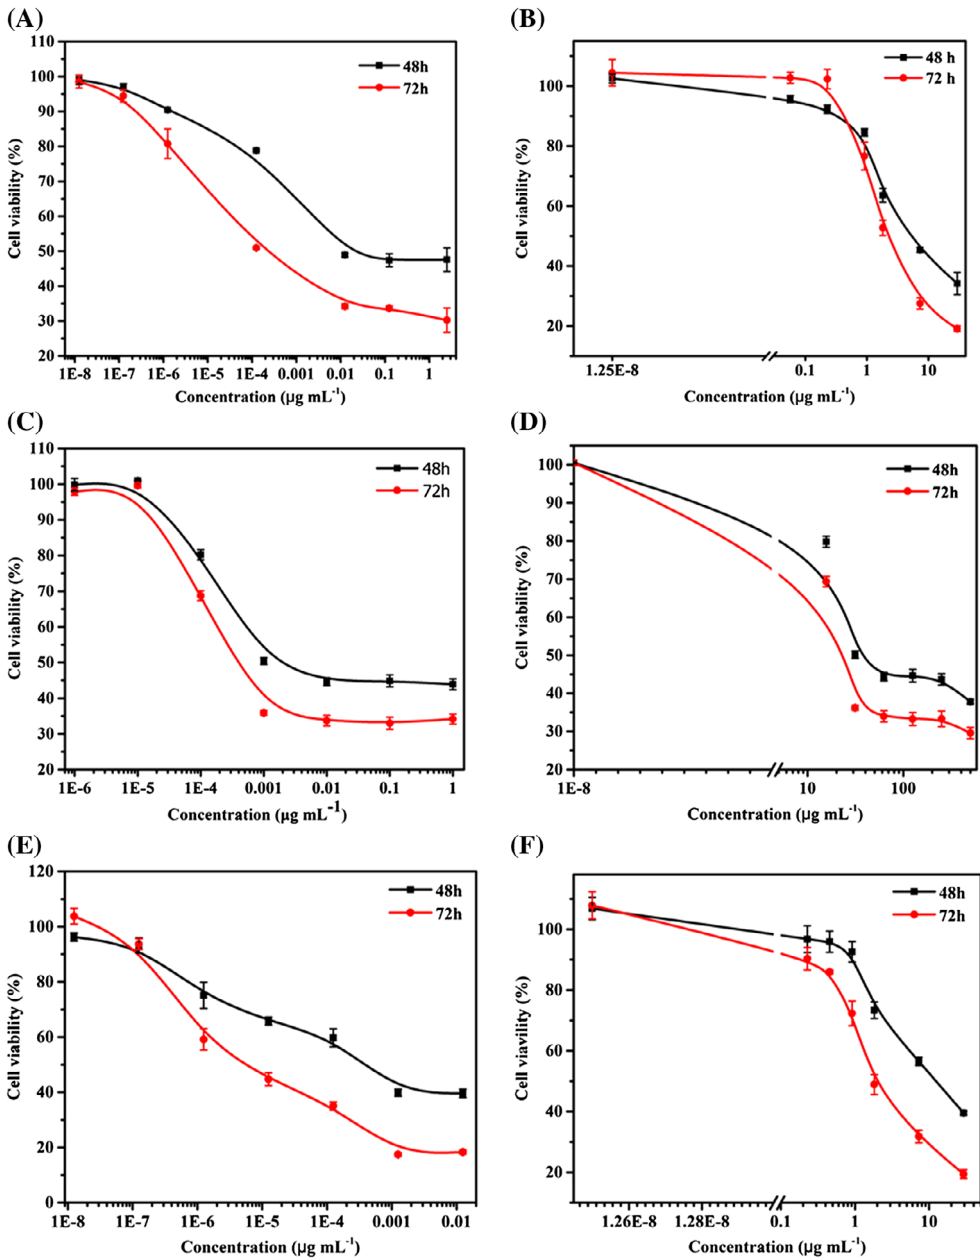 (A)
110
100
90
80
70
60
50
40
30
20
Cell viability (%)
48h
72h
1E-8 1E-7 1E-6 1E-5 1E-4 0.001 0.01 0.1 1
Concentration (µg mL-1)
(B)
100
80
60
40
20
Cell viability (%)
48 h
72 h
1.25E-8 0.1 1 10
Concentration (µg mL-1)
(C)
110
100
90
80
70
60
50
40
30
20
Cell viability (%)
48h
72h
1E-6 1E-5 1E-4 0.001 0.01 0.1 1
Concentration (µg mL-1)
(D)
100
90
80
70
60
50
40
30
20
Cell viability (%)
48h
72h
1E-8 10 100
Concentration (µg mL-1)
(E)
120
100
80
60
40
20
0
Cell viability (%)
48h
72h
1E-8 1E-7 1E-6 1E-5 1E-4 0.001 0.01
Concentration (µg mL-1)
(F)
100
80
60
40
20
Cell viavility (%)
48h
72h
1.26E-8 1.28E-8 0.1 1 10
Concentration (µg mL-1)